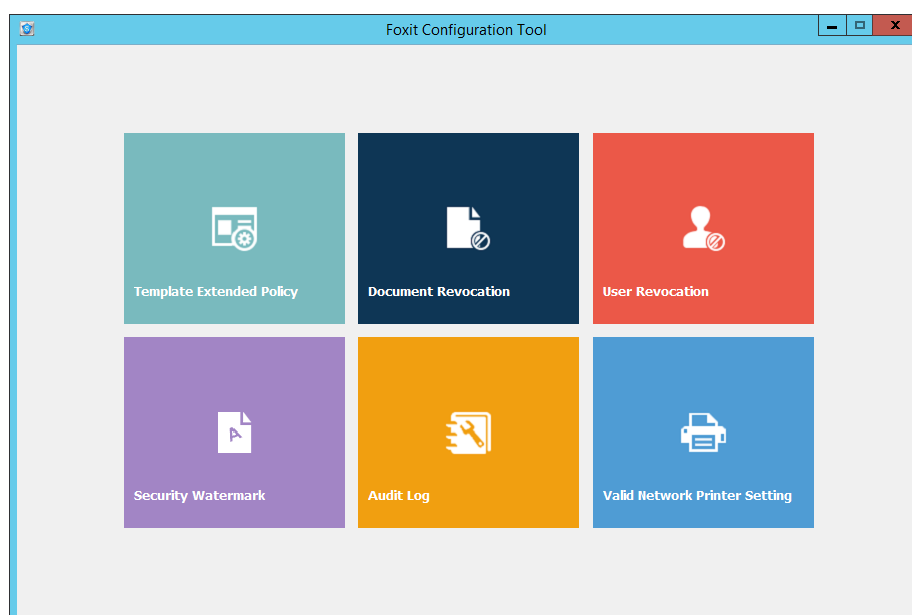 Foxit Configuration Tool
Template Extended Policy
Document Revocation
User Revocation
Security Watermark
Audit Log
Valid Network Printer Setting